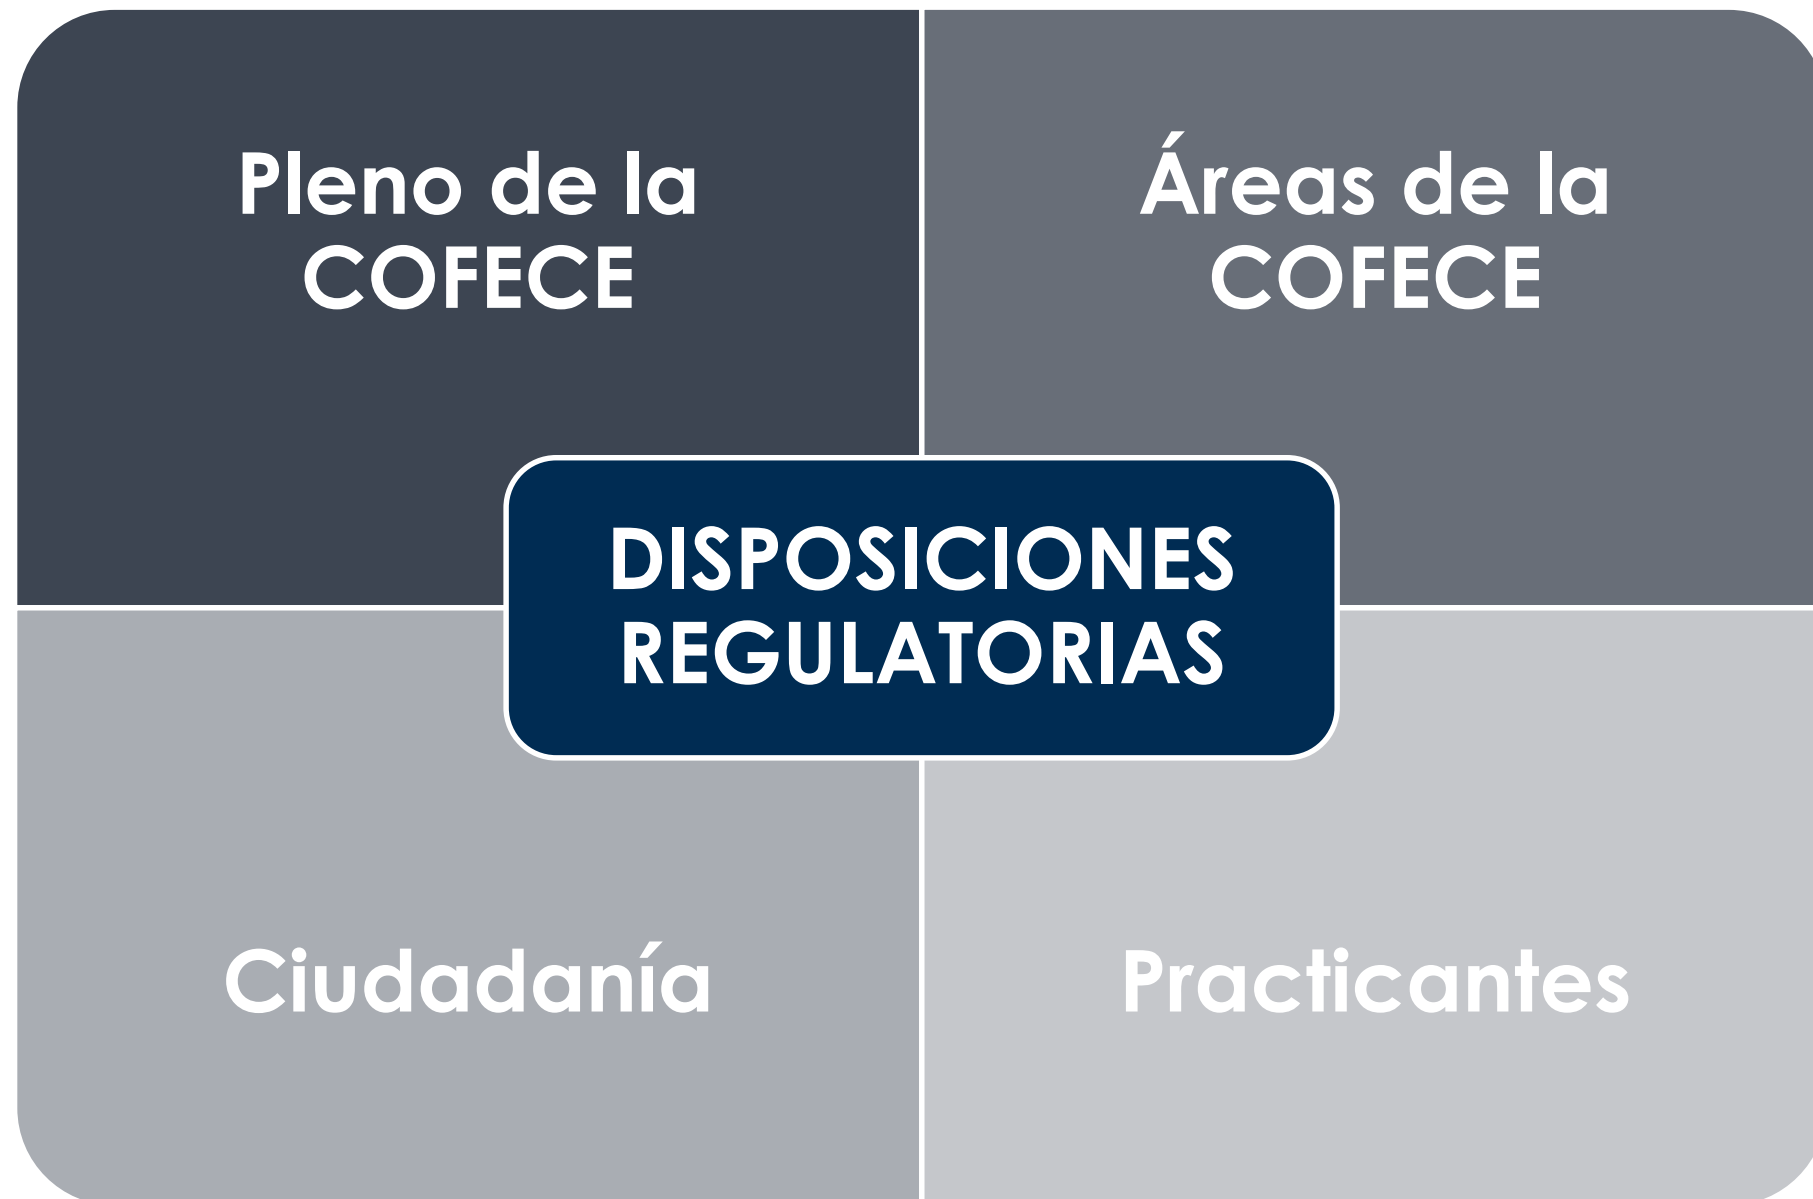 Pleno de la
COFECE
Áreas de la
COFECE
DISPOSICIONES
REGULATORIAS
Ciudadanía
Practicantes